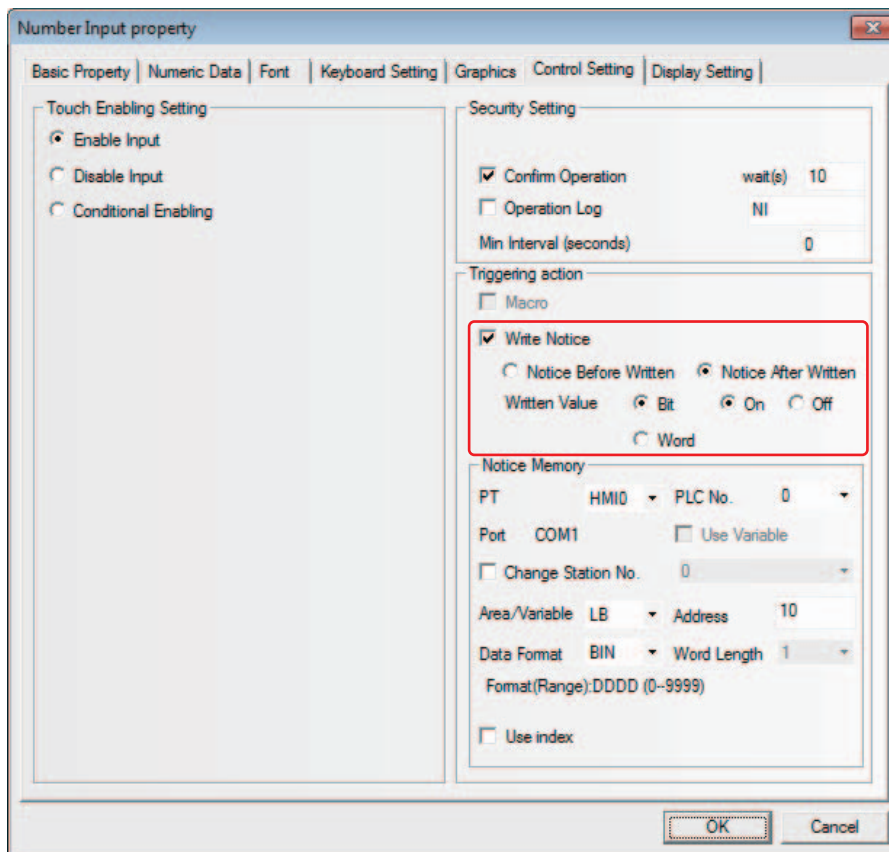 Number Input property
Basic Property Numeric Data Font Keyboard Setting Graphics Control Setting Display Setting
Touch Enabling Setting
Enable Input
Disable Input
Conditional Enabling
Security Setting
Confirm Operation wait(s) 10
Operation Log NI
Min Interval (seconds) 0
Triggering action
Macro
Write Notice
Notice Before Written Notice After Written
Written Value Bit On Off
Word
Notice Memory
PT HMI0 PLC No. 0
Port COM1 Use Variable
Change Station No. 0
Area/Variable LB Address 10
Data Format BIN Word Length 1
Format(Range):DDDD (0--9999)
Use index
OK Cancel